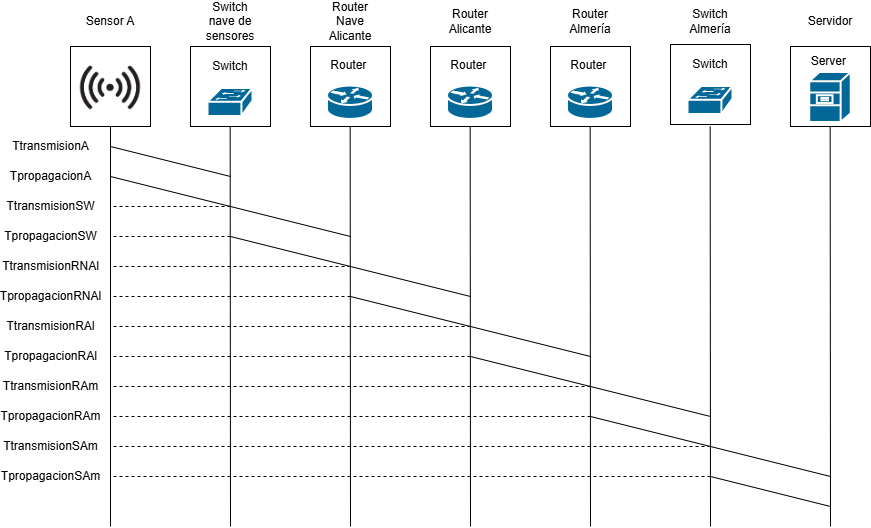 Sensor A
Switch
nave de
sensores
Router
Nave
Alicante
Router
Alicante
Router
Almería
Switch
Almería
Servidor
Switch
Router
Router
Router
Switch
Server
TtransmisionA
TpropagacionA
TtransmisionSW
TpropagacionSW
TtransmisionRNAl
TpropagacionRNAl
TtransmisionRAl
TpropagacionRAl
TtransmisionRAm
TpropagacionRAm
TtransmisionSAm
TpropagacionSAm